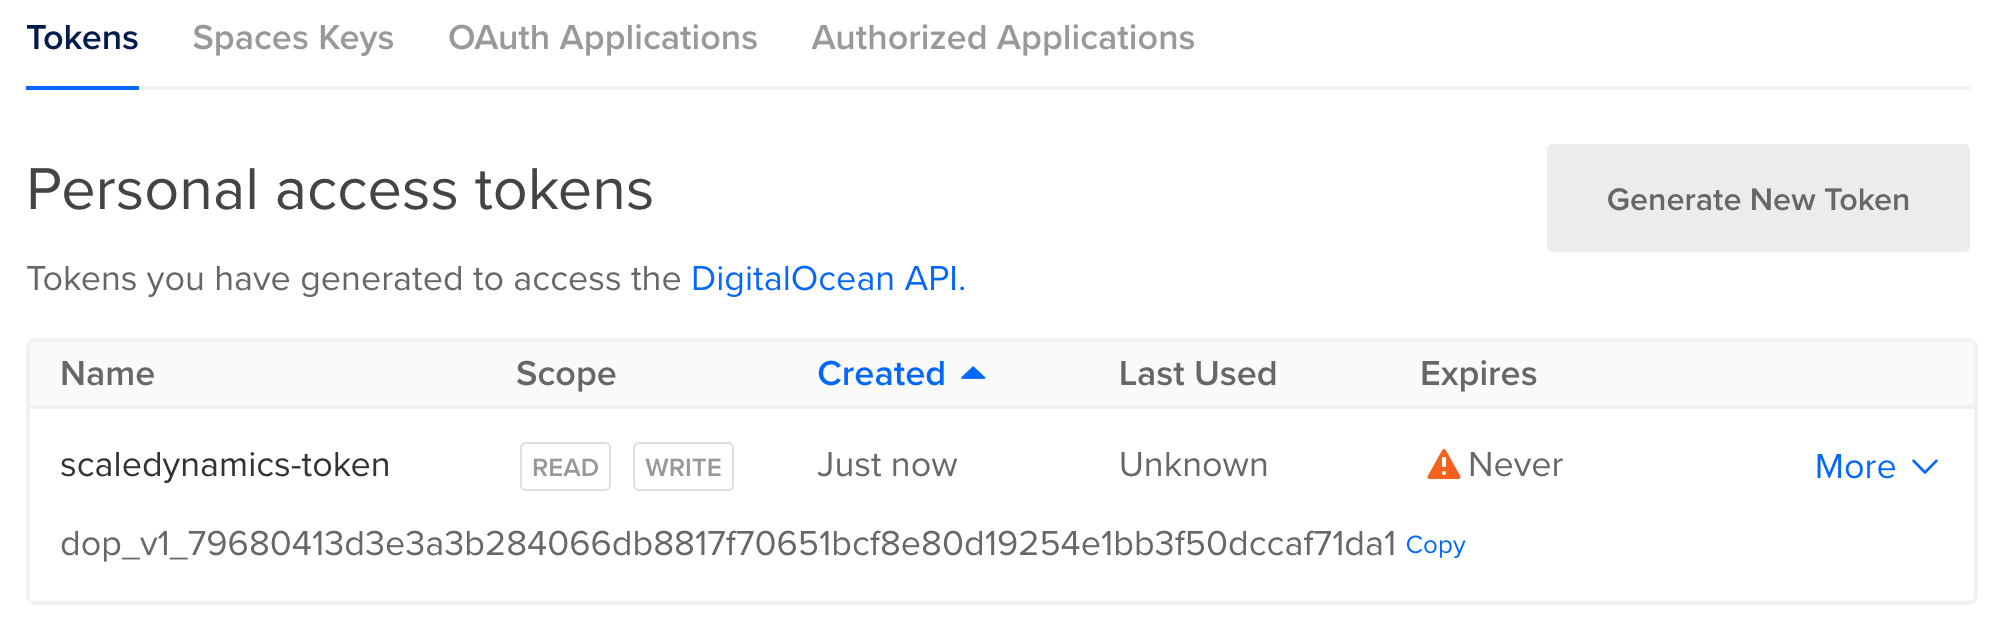 Tokens Spaces Keys OAuth Applications Authorized Applications
Personal access tokens
Generate New Token
Tokens you have generated to access the DigitalOcean API.
Name Scope Created Last Used Expires
scaledynamics-token READ WRITE Just now Unknown Never More
dop_v1_79680413d3e3a3b284066db8817f70651bcf8e80d19254e1bb3f50dccaf71da1 Copy